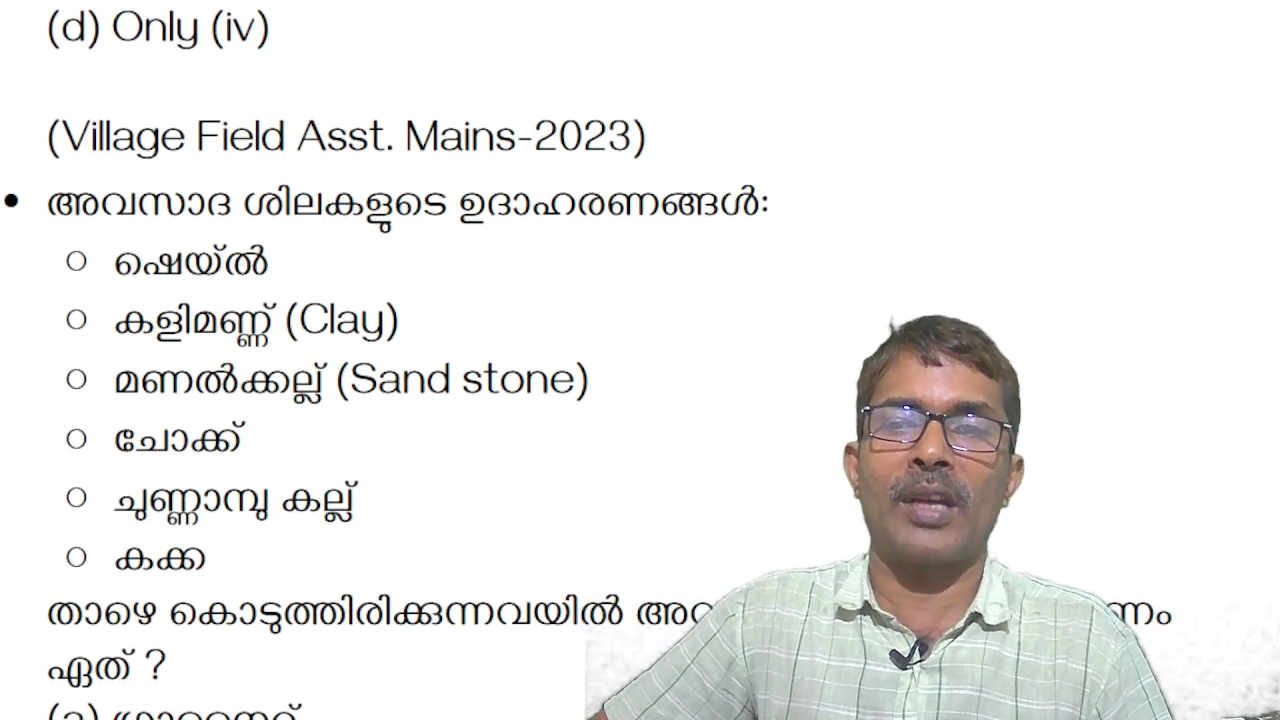 (d) Only (iv)
(Village Field Asst. Mains-2023)
• അവസാദ ശിലകളുടെ ഉദാഹരണങ്ങൾ:
○ ഷെയ്ൽ
○ കളിമണ്ണ് (Clay)
○ മണൽക്കല്ല് (Sand stone)
○ ചോക്ക്
○ ചുണ്ണാമ്പു കല്ല്
○ കക്ക
താഴെ കൊടുത്തിരിക്കുന്നവയിൽ
ഏത് ?
(a)